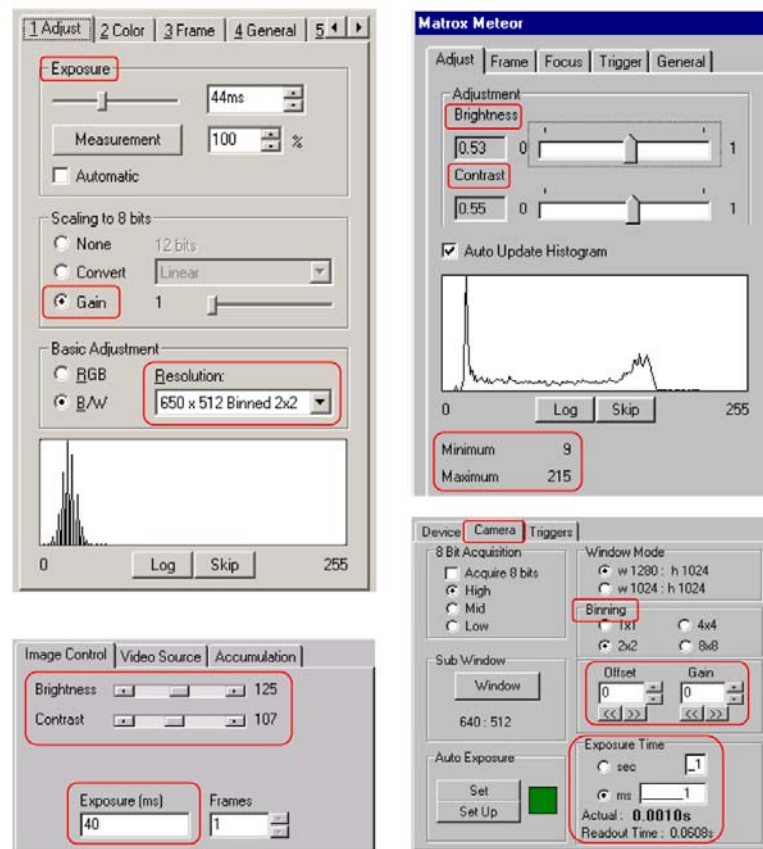 1 Adjust 2 Color 3 Frame 4 General 5
Exposure
44ms
Measurement 100 %
Automatic
Scaling to 8 bits
None 12 bits
Convert Linear
Gain 1
Basic Adjustment
RGB Resolution:
B/W 650 x 512 Binned 2x2
0 Log Skip 255
Matrox Meteor
Adjust Frame Focus Trigger General
Adjustment
Brightness
0.53 0 1
Contrast
0.55 0 1
Auto Update Histogram
0 Log Skip 255
Minimum 9
Maximum 215
Image Control Video Source Accumulation
Brightness 125
Contrast 107
Exposure (ms) Frames
40 1
Device Camera Triggers
8 Bit Acquisition
Acquire 8 bits
High
Mid
Low
Window Mode
w 1280 : h 1024
w 1024 : h 1024
Binning
1x1 4x4
2x2 8x8
Sub Window
Window
640 : 512
Offset Gain
0 0
<< >> << >>
Auto Exposure
Set
Set Up
Exposure Time
sec _1
ms _____1
Actual : 0.0010s
Readout Time : 0.0608s